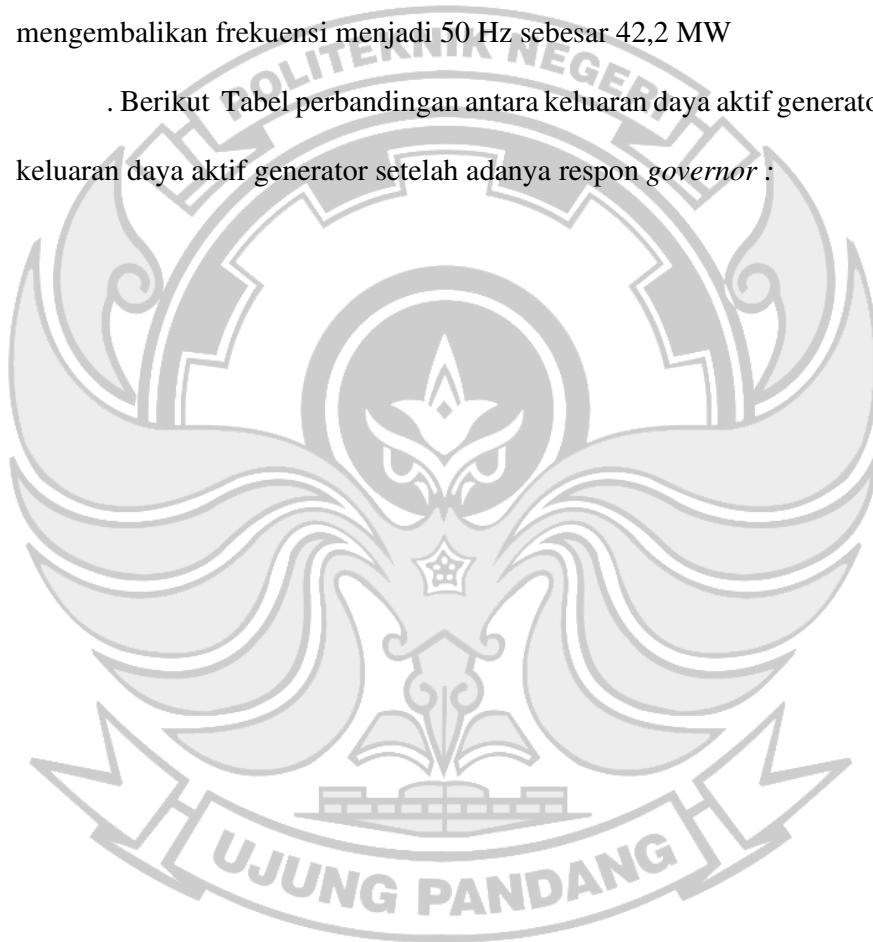 mengembalikan frekuensi menjadi 50 Hz sebesar 42,2 MW
. Berikut Tabel perbandingan antara keluaran daya aktif generato
keluaran daya aktif generator setelah adanya respon governor :
POLITEKNIK NEGERI
UJUNG PANDANG